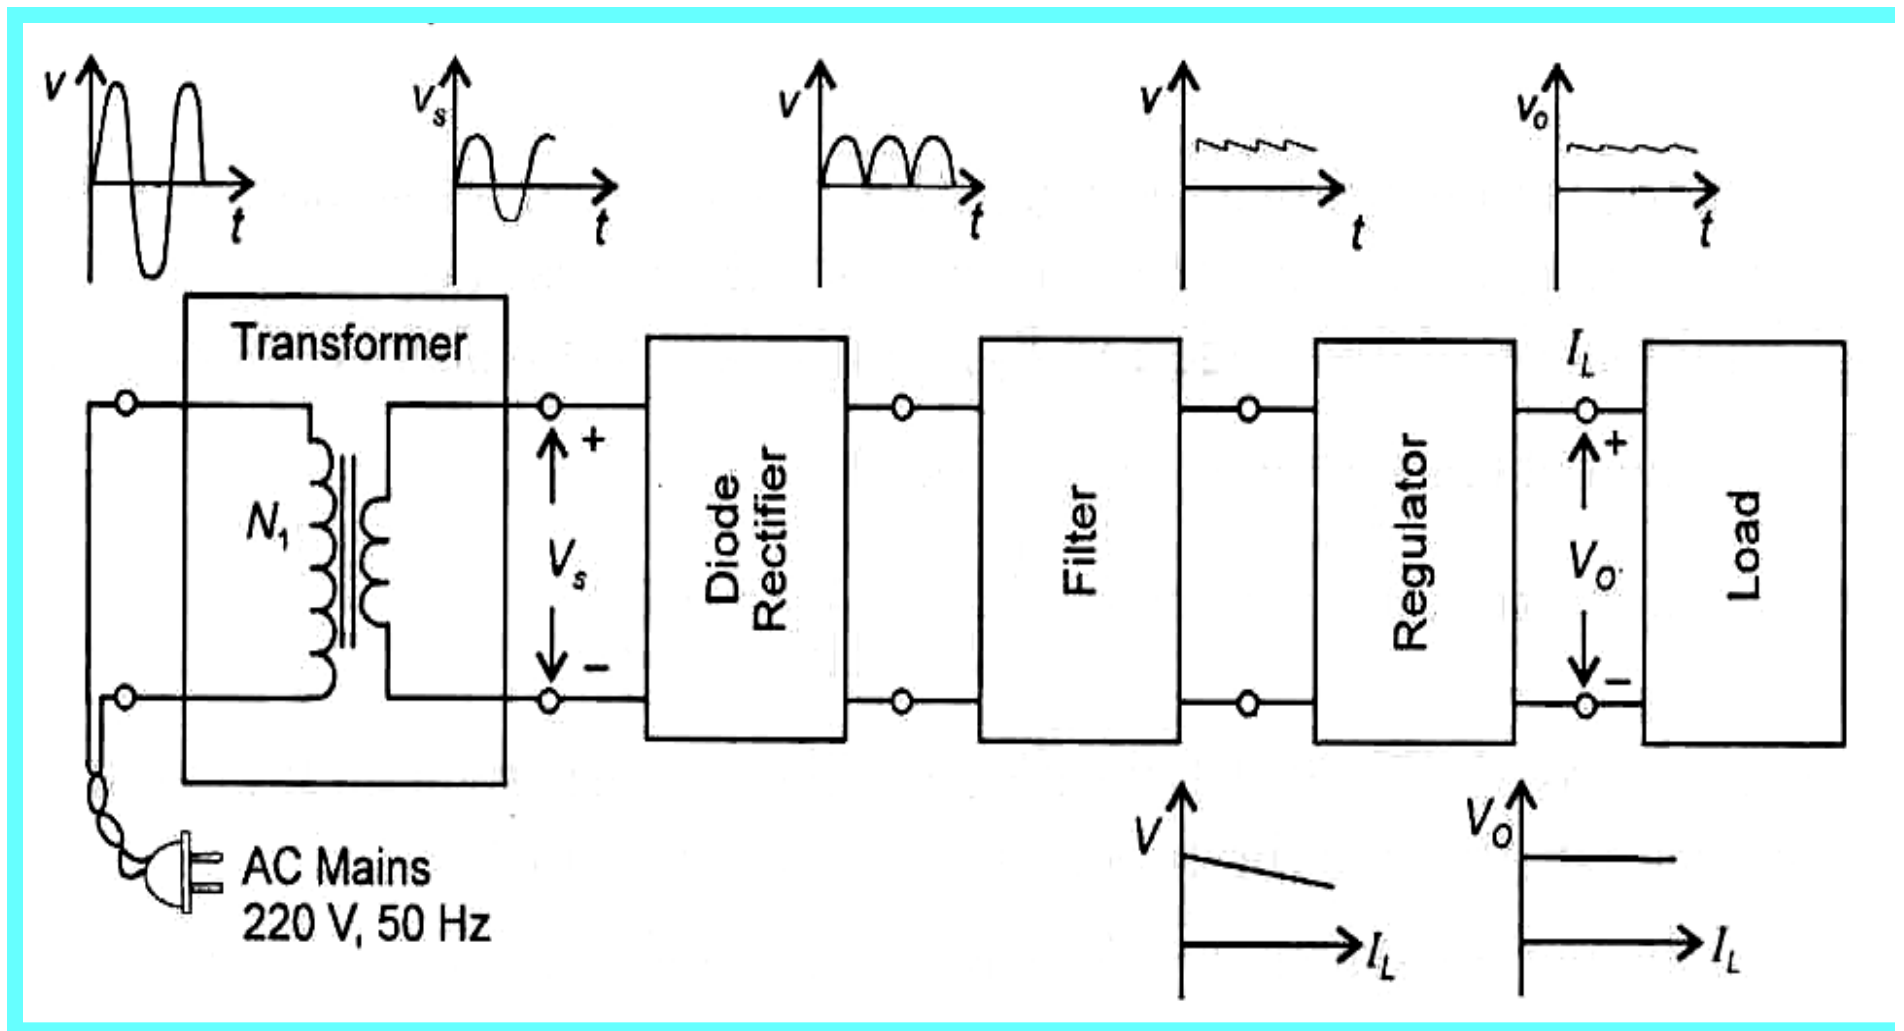 V
t
Vs
t
V
t
V
t
Vo
t
Transformer
N1
+
Vs
−
Diode
Rectifier
Filter
Regulator
IL
+
VO
−
Load
AC Mains
220 V, 50 Hz
V
IL
VO
IL